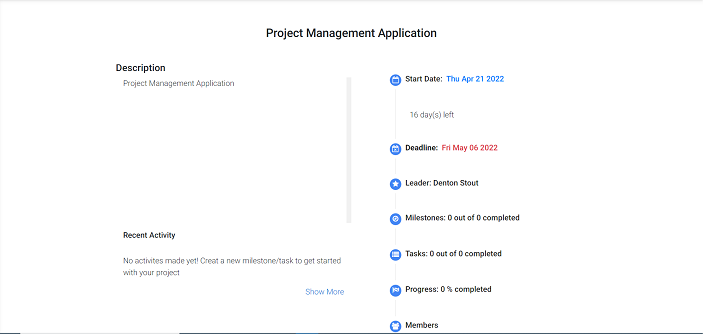 Project Management Application
Description
Project Management Application
Recent Activity
No activites made yet! Creat a new milestone/task to get started
with your project
Show More
Start Date: Thu Apr 21 2022
16 day(s) left
Deadline: Fri May 06 2022
Leader: Denton Stout
Milestones: 0 out of 0 completed
Tasks: 0 out of 0 completed
Progress: 0 % completed
Members